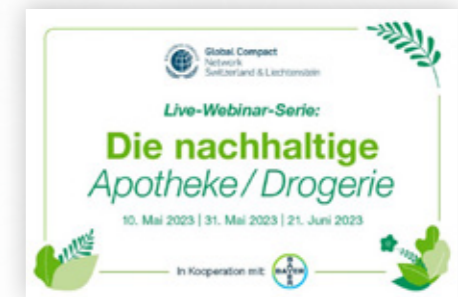 Global Compact
Network
Switzerland & Liechtenstein
Live-Webinar-Serie:
Die nachhaltige
Apotheke / Drogerie
10. Mai 2023 | 31. Mai 2023 | 21. Juni 2023
In Kooperation mit:
BAYER
BAYER